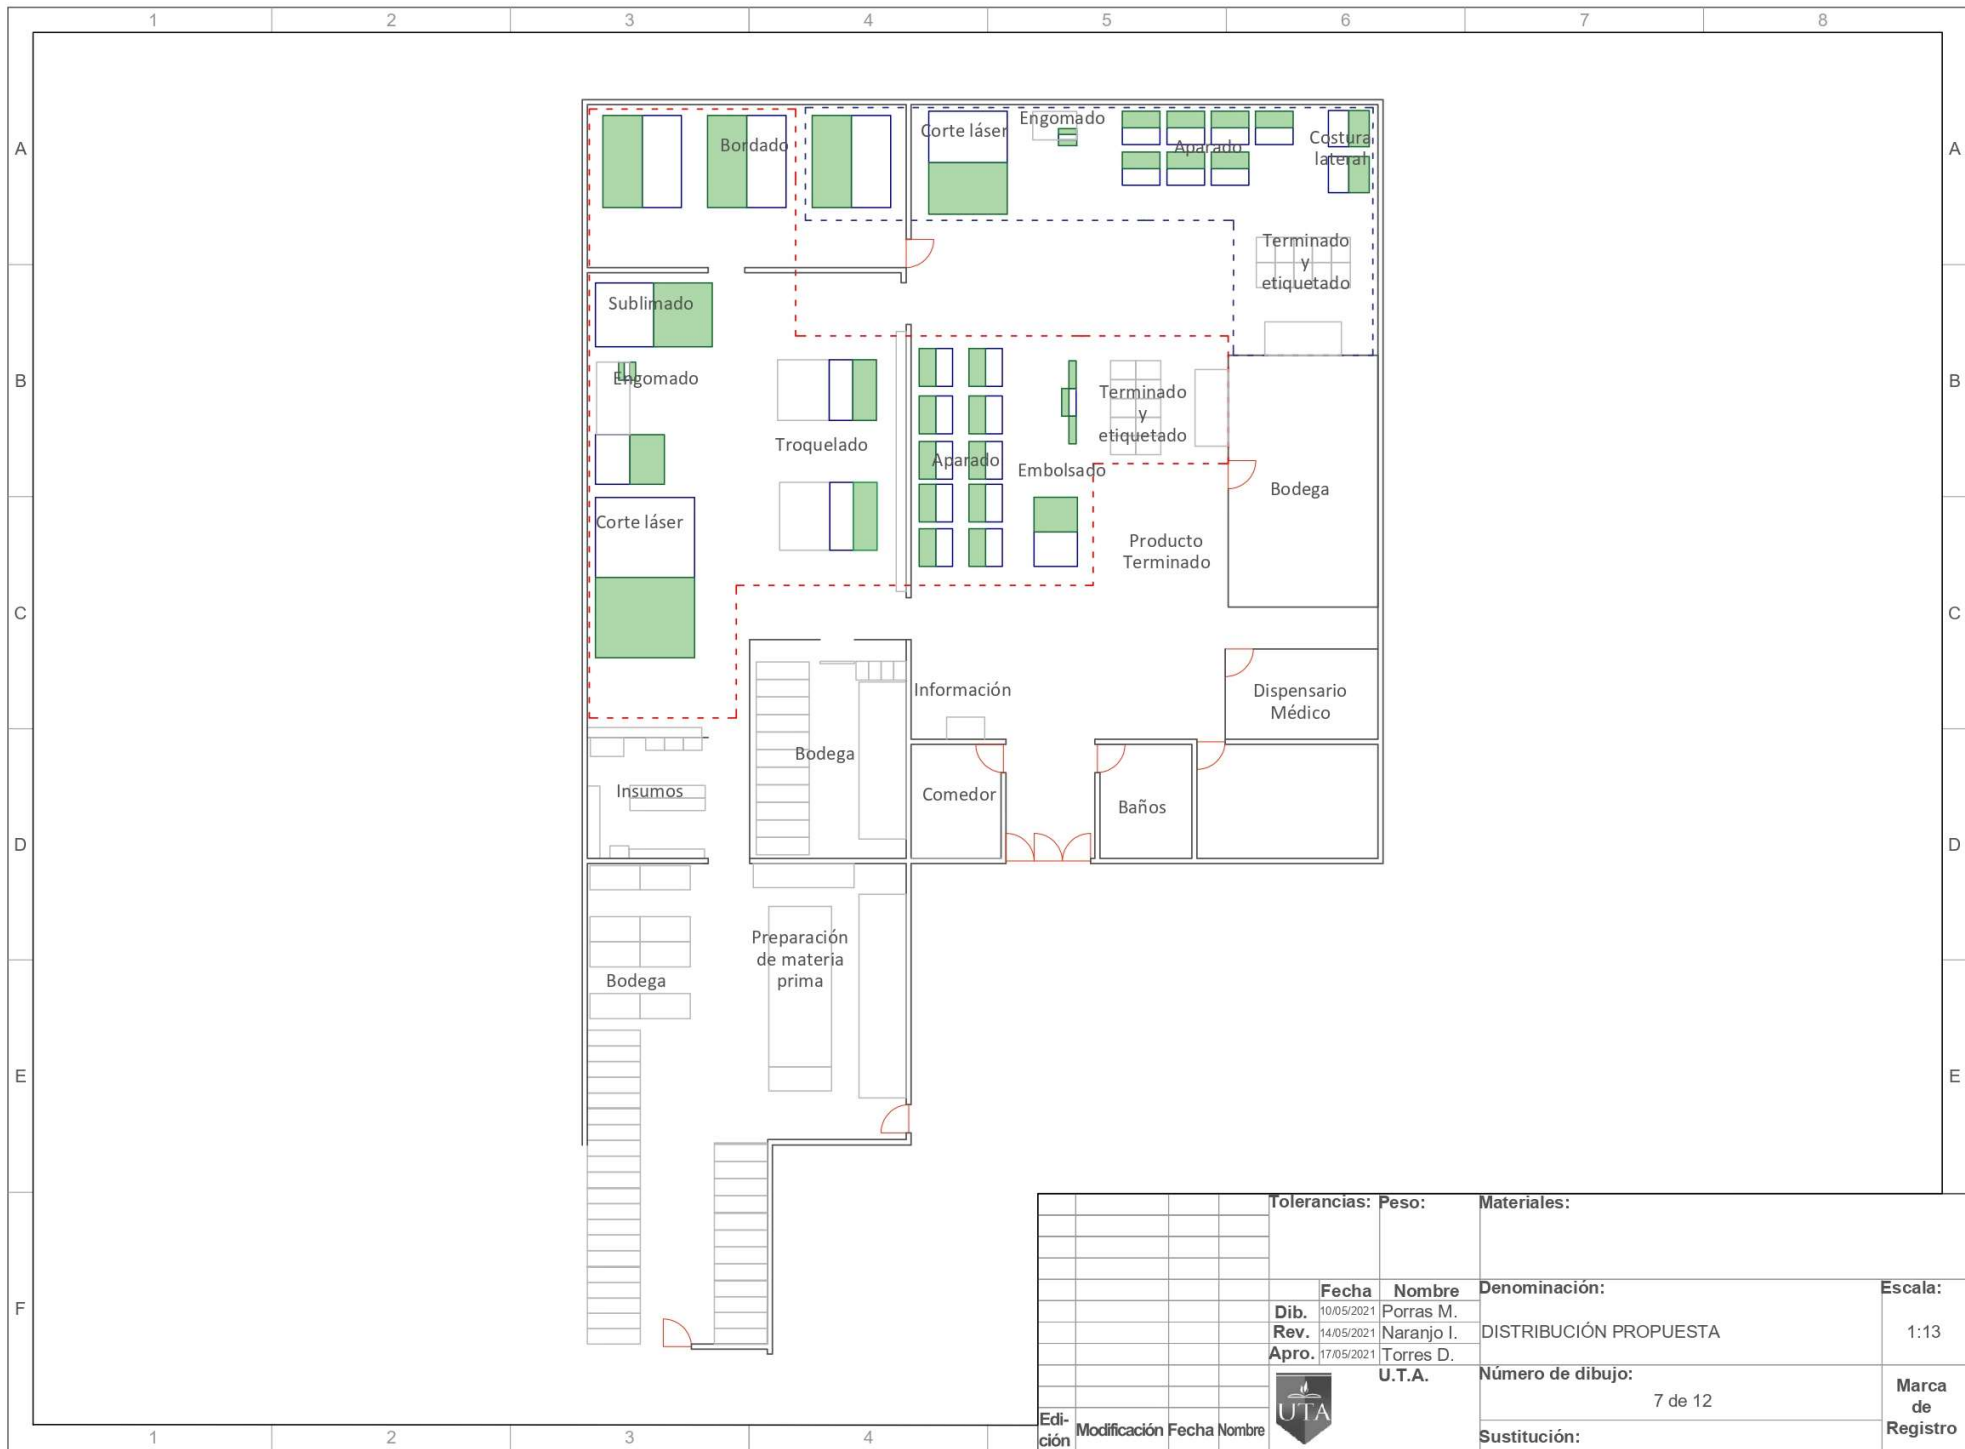 1 2 3 4 5 6 7 8
A A
B B
C C
D D
E E
F
Bordado
Corte láser
Engomado
Aparado
Costura
lateral
Terminado
y
etiquetado
Sublimado
Engomado
Troquelado
Corte láser
Aparado
Embolsado
Terminado
y
etiquetado
Bodega
Producto
Terminado
Información
Dispensario
Médico
Bodega
Insumos
Comedor
Baños
Preparación
de materia
prima
Bodega
Tolerancias: Peso: Materiales:
Fecha Nombre Denominación: Escala:
Dib. 10/05/2021 Porras M.
Rev. 14/05/2021 Naranjo I. DISTRIBUCIÓN PROPUESTA 1:13
Apro. 17/05/2021 Torres D.
U.T.A. Número de dibujo:
7 de 12
Marca
de
Registro
UTA
Edi-
ción Modificación Fecha Nombre
Sustitución:
1 2 3 4